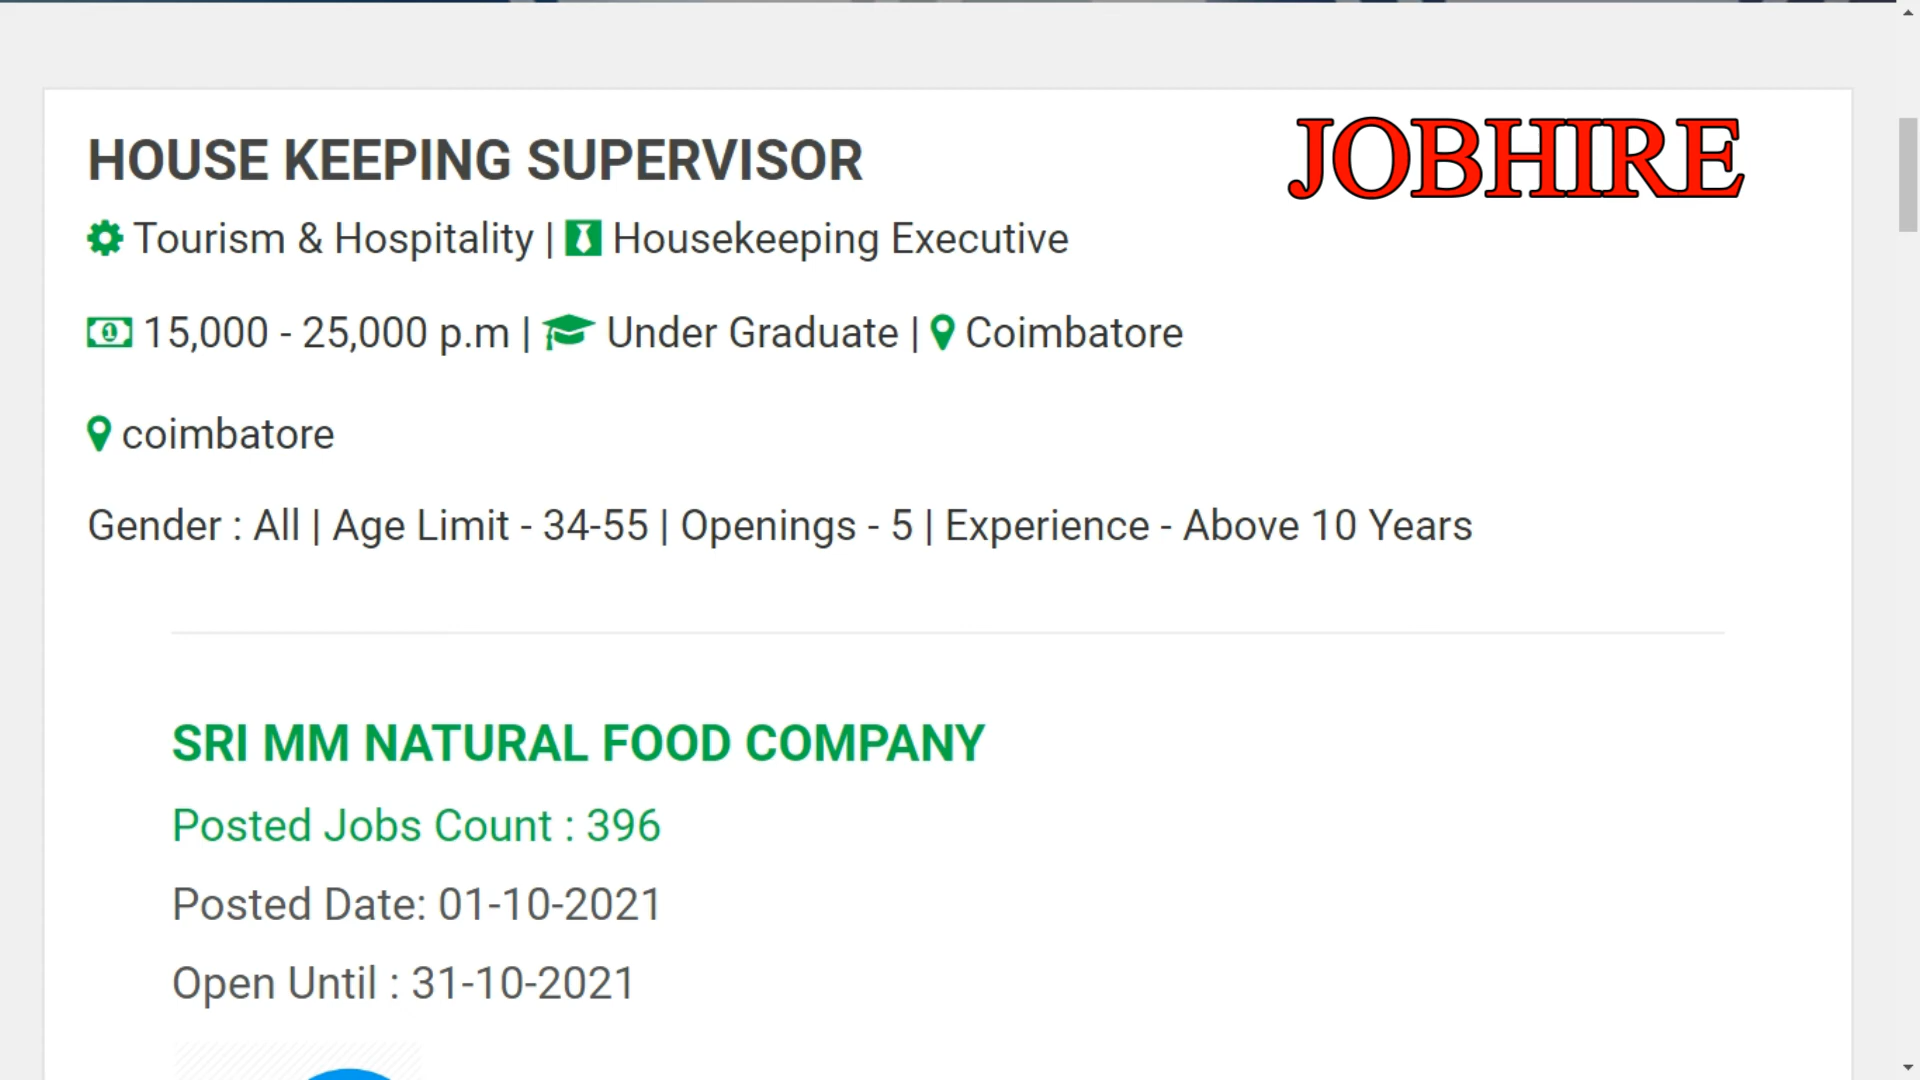 HOUSE KEEPING SUPERVISOR
JOBHIRE
Tourism & Hospitality | Housekeeping Executive
15,000 - 25,000 p.m | Under Graduate | Coimbatore
coimbatore
Gender : All | Age Limit - 34-55 | Openings - 5 | Experience - Above 10 Years
SRI MM NATURAL FOOD COMPANY
Posted Jobs Count : 396
Posted Date: 01-10-2021
Open Until : 31-10-2021